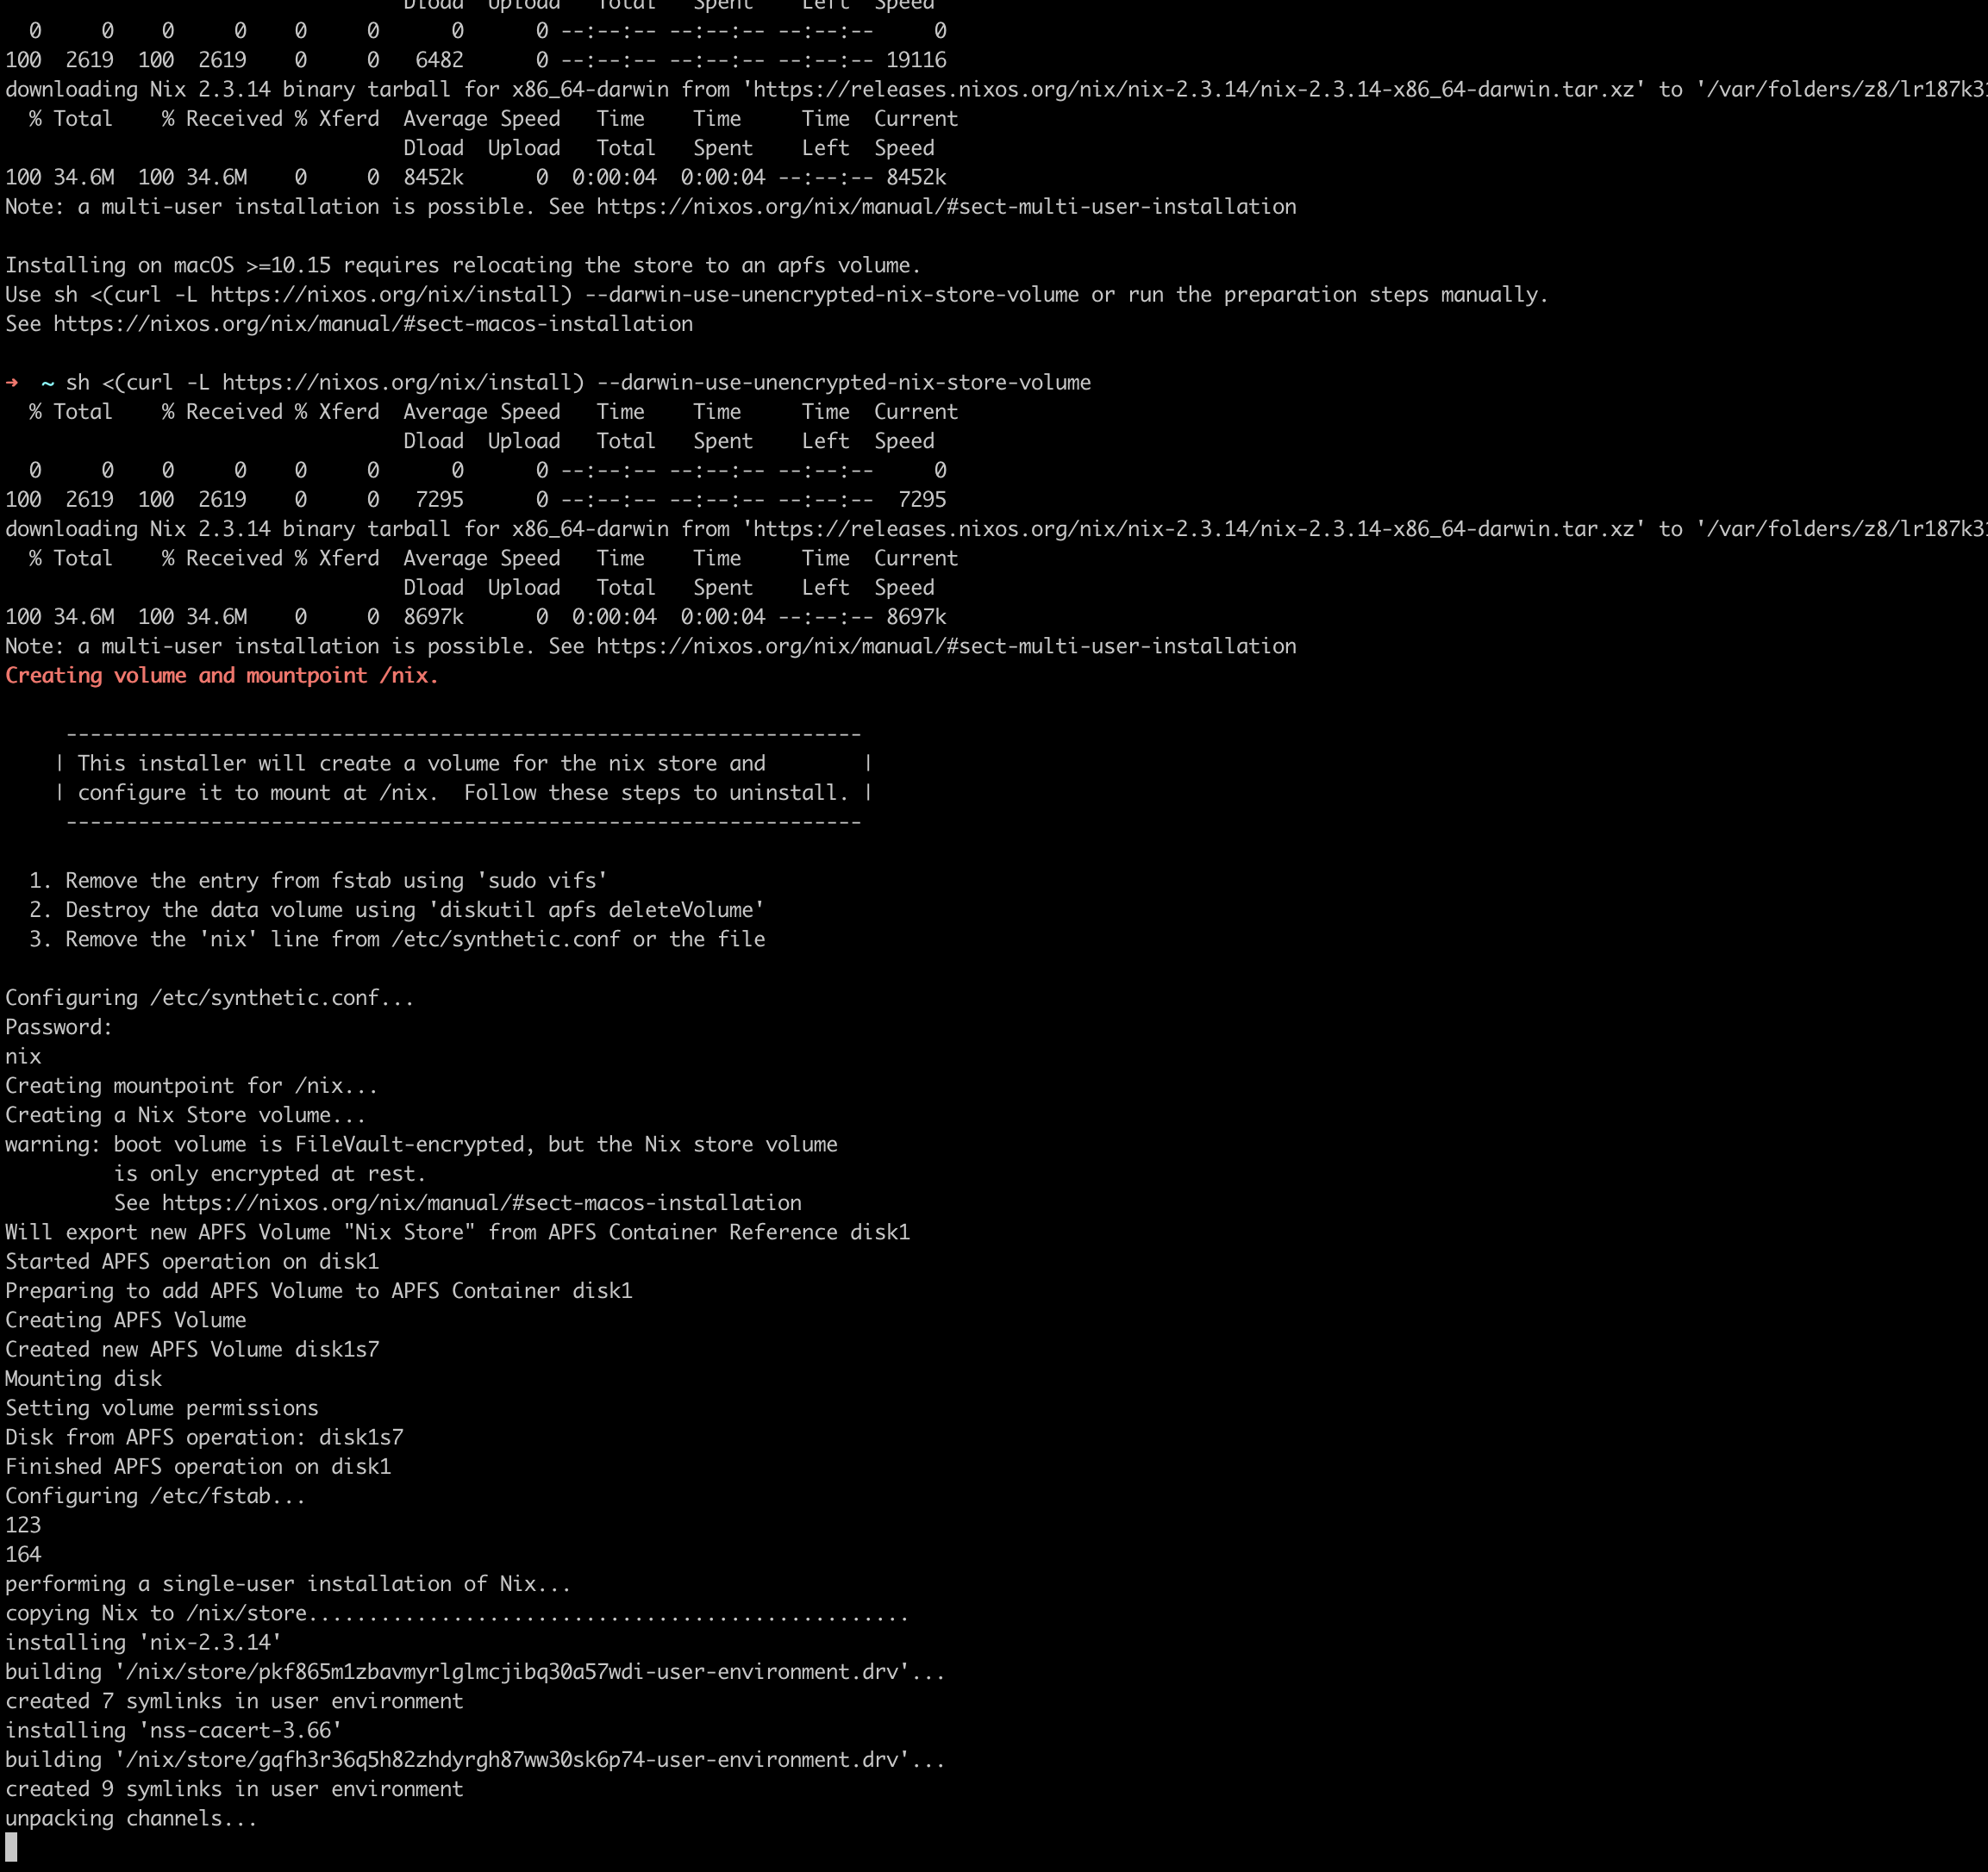 Dload  Upload   Total   Spent    Left  Speed
  0     0    0     0    0     0      0      0 --:--:-- --:--:-- --:--:--     0
100  2619  100  2619    0     0   6482      0 --:--:-- --:--:-- --:--:-- 19116
downloading Nix 2.3.14 binary tarball for x86_64-darwin from 'https://releases.nixos.org/nix/nix-2.3.14/nix-2.3.14-x86_64-darwin.tar.xz' to '/var/folders/z8/lr187k3
  % Total    % Received % Xferd  Average Speed   Time    Time     Time  Current
                                 Dload  Upload   Total   Spent    Left  Speed
100 34.6M  100 34.6M    0     0  8452k      0  0:00:04  0:00:04 --:--:-- 8452k
Note: a multi-user installation is possible. See https://nixos.org/nix/manual/#sect-multi-user-installation
Installing on macOS >=10.15 requires relocating the store to an apfs volume.
Use sh <(curl -L https://nixos.org/nix/install) --darwin-use-unencrypted-nix-store-volume or run the preparation steps manually.
See https://nixos.org/nix/manual/#sect-macos-installation
➜  ~ sh <(curl -L https://nixos.org/nix/install) --darwin-use-unencrypted-nix-store-volume
  % Total    % Received % Xferd  Average Speed   Time    Time     Time  Current
                                 Dload  Upload   Total   Spent    Left  Speed
  0     0    0     0    0     0      0      0 --:--:-- --:--:-- --:--:--     0
100  2619  100  2619    0     0   7295      0 --:--:-- --:--:-- --:--:--  7295
downloading Nix 2.3.14 binary tarball for x86_64-darwin from 'https://releases.nixos.org/nix/nix-2.3.14/nix-2.3.14-x86_64-darwin.tar.xz' to '/var/folders/z8/lr187k3
  % Total    % Received % Xferd  Average Speed   Time    Time     Time  Current
                                 Dload  Upload   Total   Spent    Left  Speed
100 34.6M  100 34.6M    0     0  8697k      0  0:00:04  0:00:04 --:--:-- 8697k
Note: a multi-user installation is possible. See https://nixos.org/nix/manual/#sect-multi-user-installation
Creating volume and mountpoint /nix.
     ------------------------------------------------------------------
    | This installer will create a volume for the nix store and        |
    | configure it to mount at /nix.  Follow these steps to uninstall. |
     ------------------------------------------------------------------
  1. Remove the entry from fstab using 'sudo vifs'
  2. Destroy the data volume using 'diskutil apfs deleteVolume'
  3. Remove the 'nix' line from /etc/synthetic.conf or the file
Configuring /etc/synthetic.conf...
Password:
nix
Creating mountpoint for /nix...
Creating a Nix Store volume...
warning: boot volume is FileVault-encrypted, but the Nix store volume
         is only encrypted at rest.
         See https://nixos.org/nix/manual/#sect-macos-installation
Will export new APFS Volume "Nix Store" from APFS Container Reference disk1
Started APFS operation on disk1
Preparing to add APFS Volume to APFS Container disk1
Creating APFS Volume
Created new APFS Volume disk1s7
Mounting disk
Setting volume permissions
Disk from APFS operation: disk1s7
Finished APFS operation on disk1
Configuring /etc/fstab...
123
164
performing a single-user installation of Nix...
copying Nix to /nix/store..................................................
installing 'nix-2.3.14'
building '/nix/store/pkf865m1zbavmyrlglmcjibq30a57wdi-user-environment.drv'...
created 7 symlinks in user environment
installing 'nss-cacert-3.66'
building '/nix/store/gqfh3r36q5h82zhdyrgh87ww30sk6p74-user-environment.drv'...
created 9 symlinks in user environment
unpacking channels...